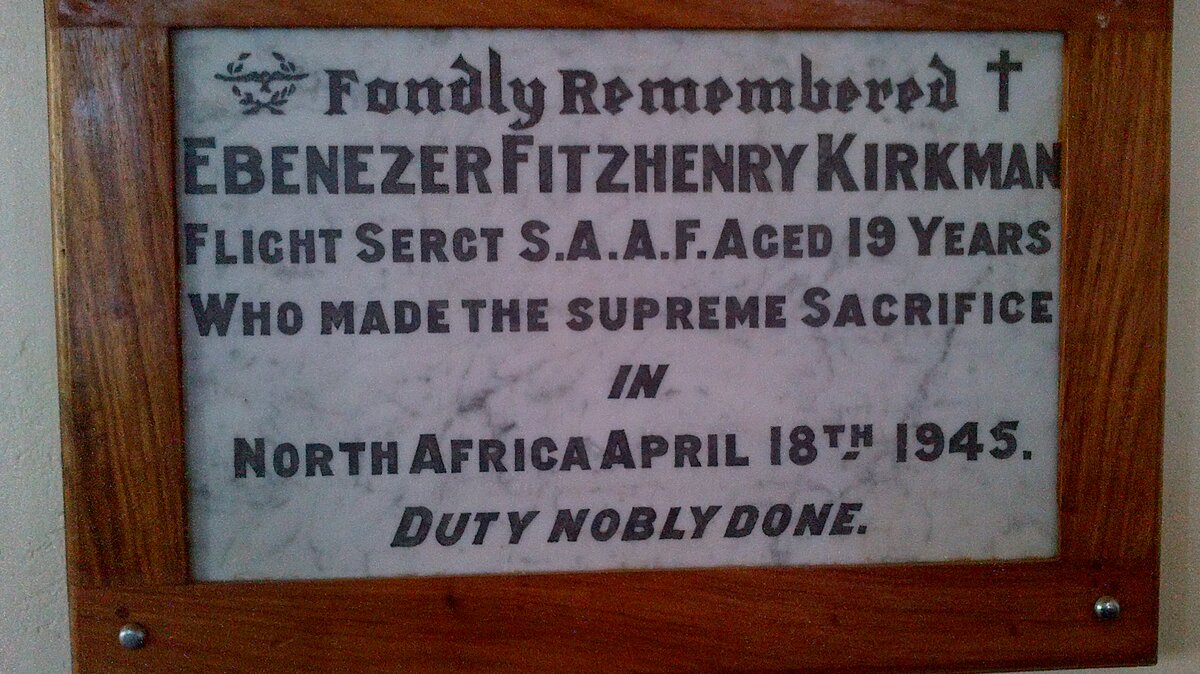 Fondly Remembered
EBENEZER FITZHENRY KIRKMAN
FLIGHT SERGT S.A.A.F. AGED 19 YEARS
WHO MADE THE SUPREME SACRIFICE
IN
NORTH AFRICA APRIL 18TH 1945.
DUTY NOBLY DONE.